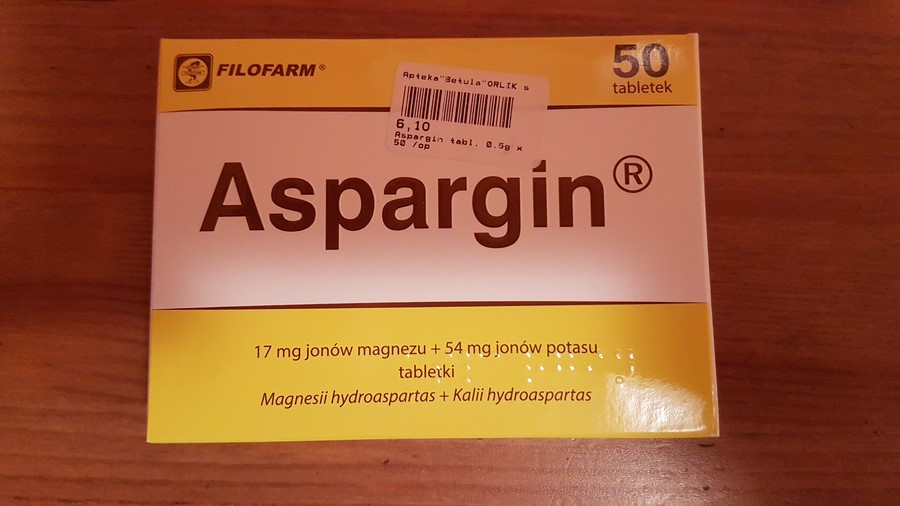 FILOFARM®
50
tabletek
Apteka"Betula"ORLIK s
6,10
Aspargin tabl. 0.5g x
50 /op
Aspargin®
17 mg jonów magnezu + 54 mg jonów potasu
tabletki
Magnesii hydroaspartas + Kalii hydroaspartas